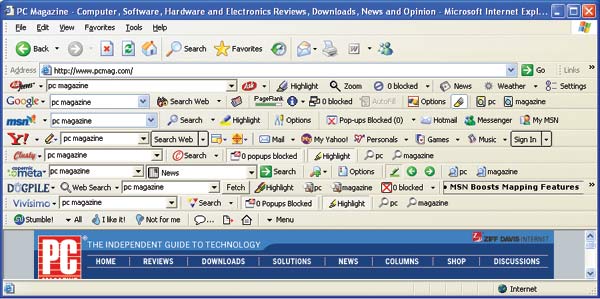 PC Magazine - Computer, Software, Hardware and Electronics Reviews, Downloads, News and Opinion - Microsoft Internet Expl...
File Edit View Favorites Tools Help
Back Search Favorites
Address http://www.pcmag.com/ Go Links »
Ask Jeeves pc magazine Ask Highlight Zoom 0 blocked News Weather Settings
Google pc magazine Search Web PageRank 0 blocked AutoFill Options pc magazine
msn pc magazine Search Highlight Options Pop-ups Blocked (0) Hotmail Messenger My MSN
Y! pc magazine Search Web Mail My Yahoo! Personals Games Music Sign In
Clusty pc magazine Search 0 popups blocked Highlight pc magazine
copernic meta pc magazine News Search Options pc magazine
DOGPILE Web Search pc magazine Fetch Highlight pc magazine 0 blocked MSN Boosts Mapping Features
Vivísimo pc magazine Search 0 Popups Blocked Highlight pc magazine
Stumble! All I like it! Not for me ... Menu
PC MAGAZINE THE INDEPENDENT GUIDE TO TECHNOLOGY ZIFF DAVIS INTERNET
HOME REVIEWS DOWNLOADS SOLUTIONS NEWS COLUMNS SHOP DISCUSSIONS
Internet